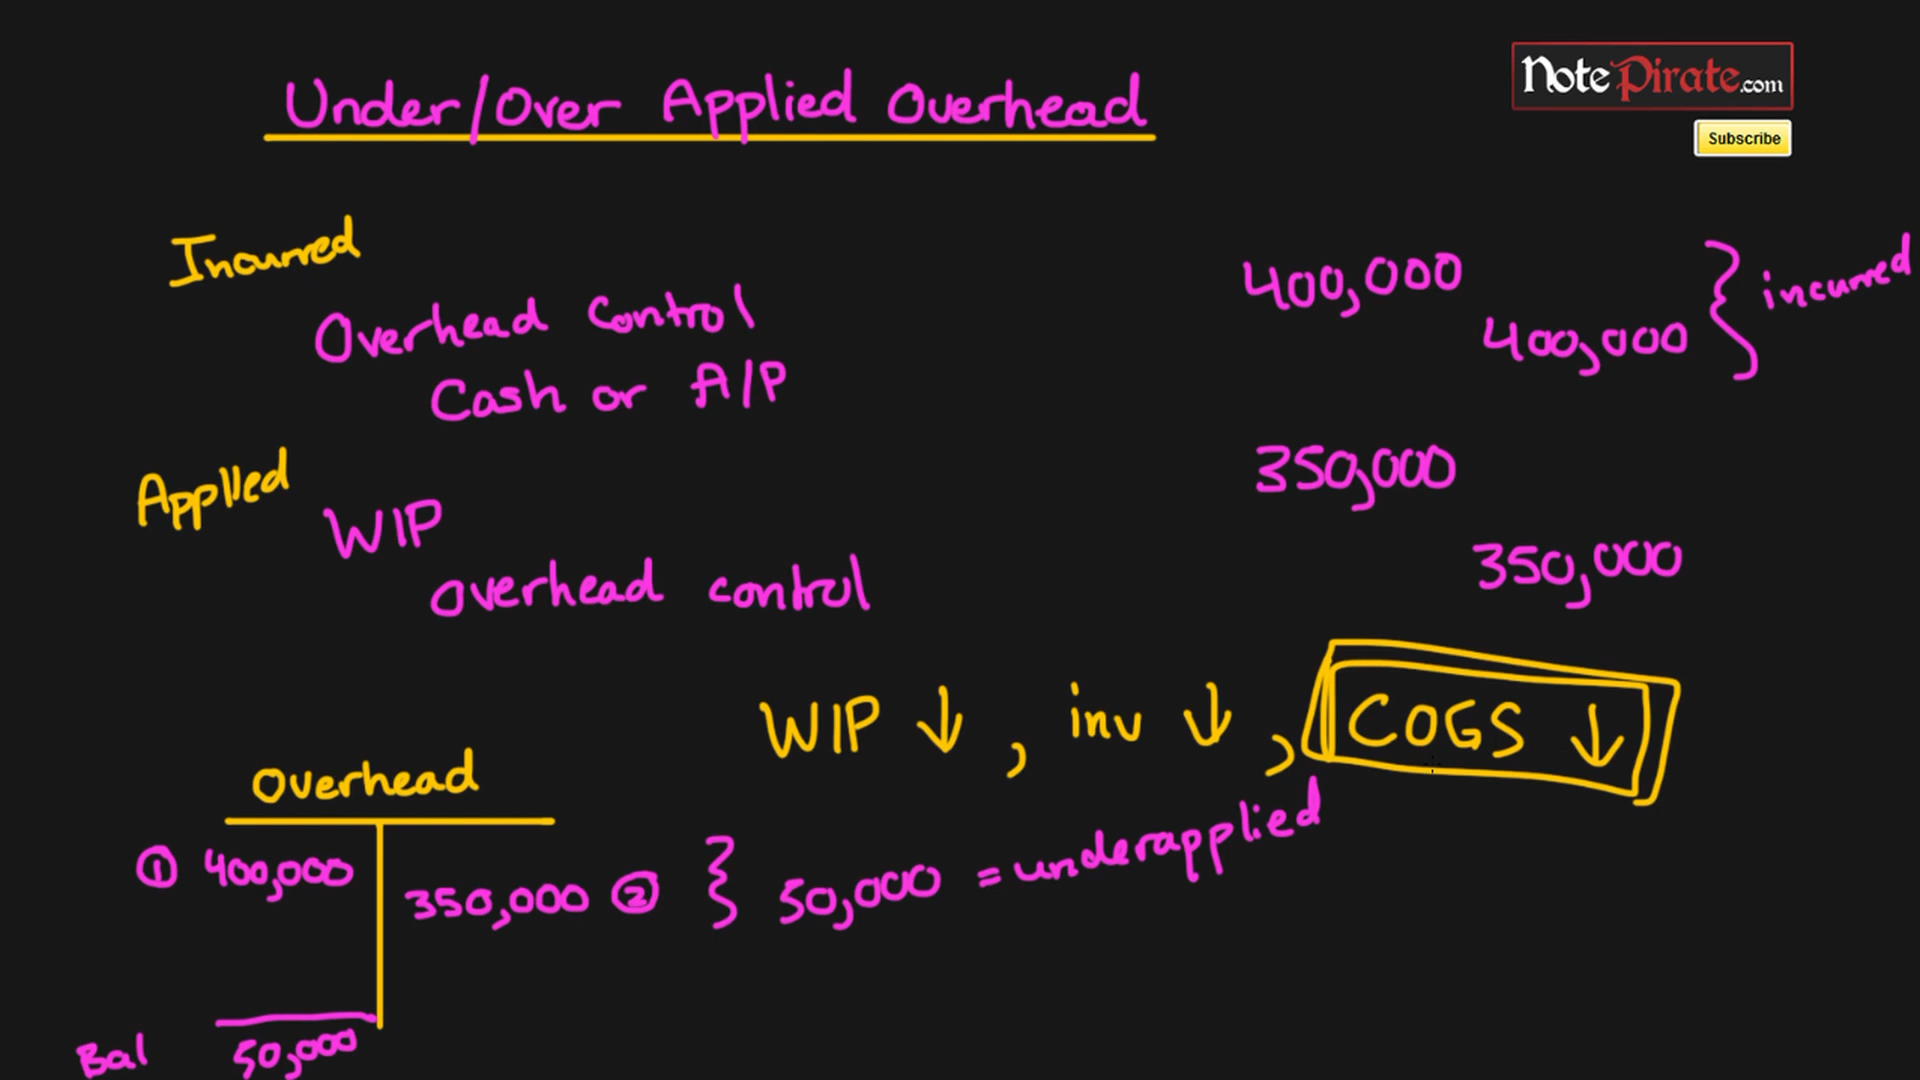 Under/Over Applied Overhead
NotePirate.com
Subscribe
Incurred
Overhead Control 400,000
Cash or A/P 400,000 } incurred
Applied
WIP 350,000
overhead control 350,000
WIP ↓, inv ↓, COGS ↓
Overhead
① 400,000 350,000 ② } 50,000 = underapplied
Bal 50,000